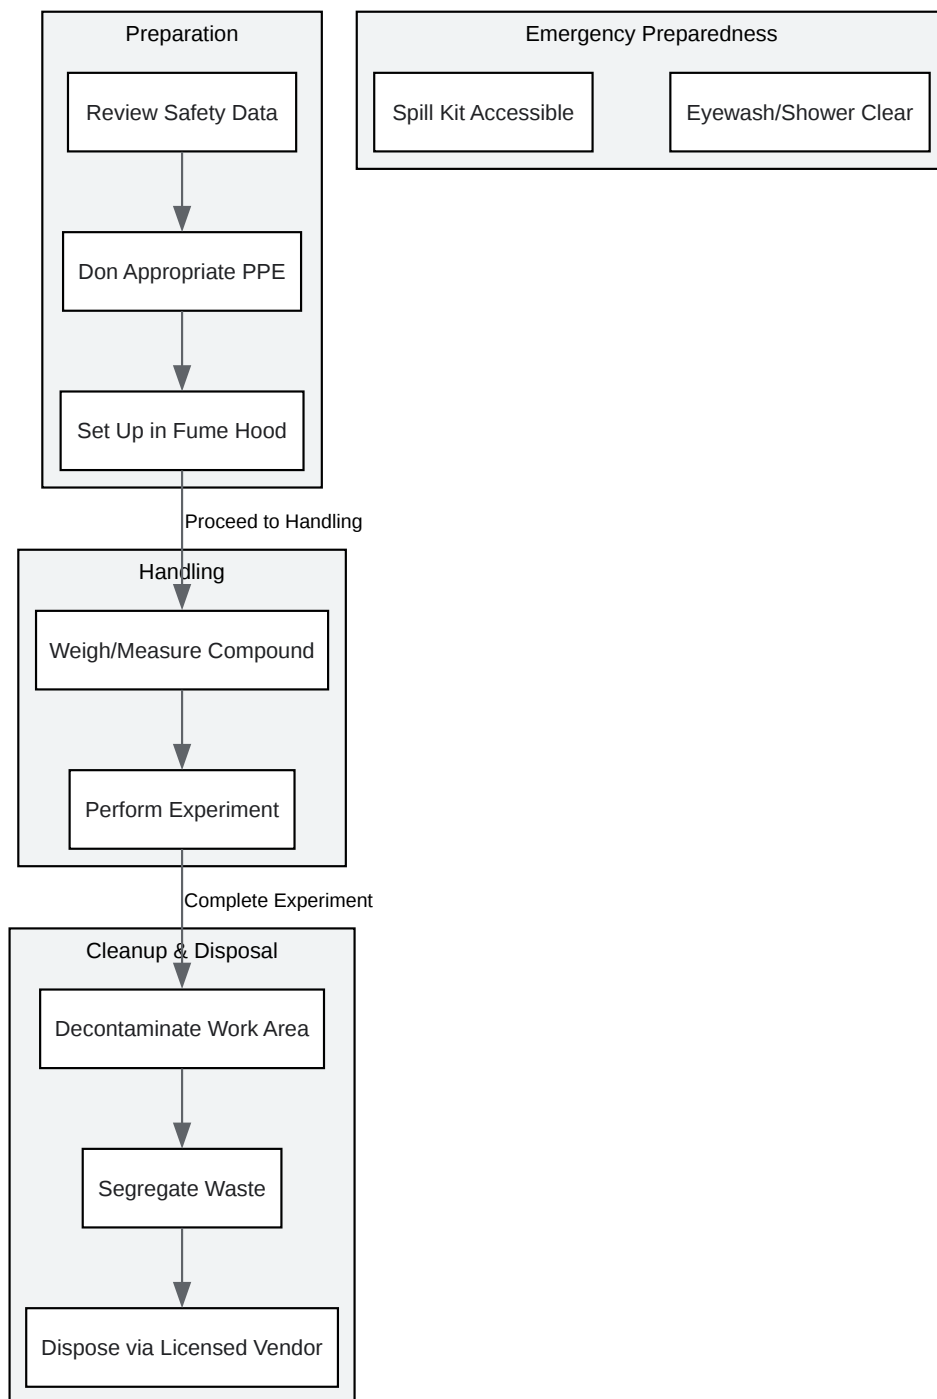 Preparation
Review Safety Data
Don Appropriate PPE
Set Up in Fume Hood
Emergency Preparedness
Spill Kit Accessible
Eyewash/Shower Clear
Proceed to Handling
Handling
Weigh/Measure Compound
Perform Experiment
Complete Experiment
Cleanup & Disposal
Decontaminate Work Area
Segregate Waste
Dispose via Licensed Vendor